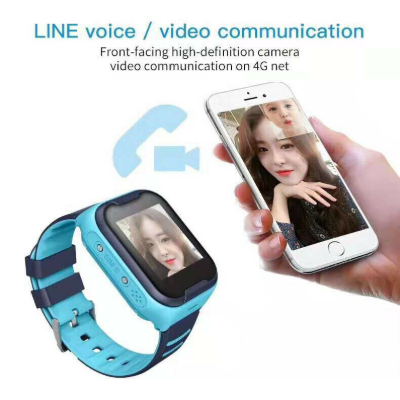 LINE voice / video communication
Front-facing high-definition camera
video communication on 4G net